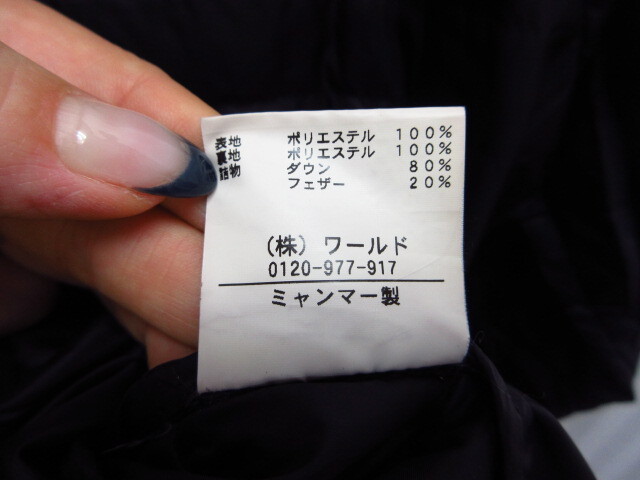 表地 ポリエステル 100%
裏地 ポリエステル 100%
詰物 ダウン 80%
フェザー 20%
(株) ワールド
0120-977-917
ミャンマー製